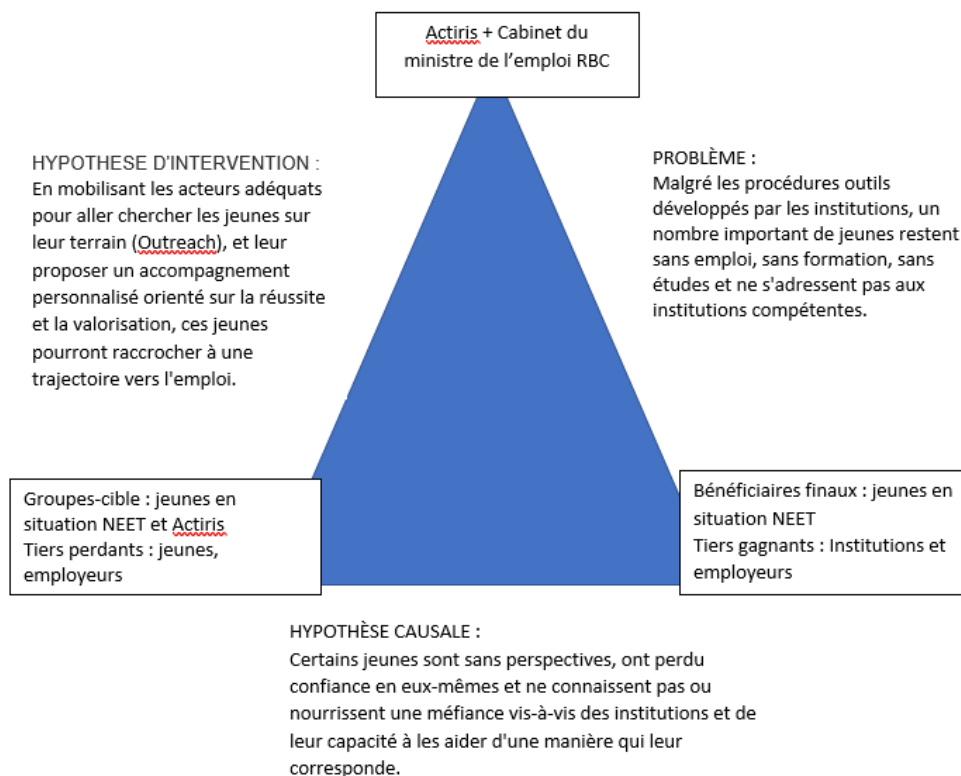 Actiris + Cabinet du
ministre de l'emploi RBC
HYPOTHESE D'INTERVENTION :
En mobilisant les acteurs adéquats
pour aller chercher les jeunes sur
leur terrain (Outreach), et leur
proposer un accompagnement
personnalisé orienté sur la réussite
et la valorisation, ces jeunes
pourront raccrocher à une
trajectoire vers l'emploi.
PROBLÈME :
Malgré les procédures outils
développés par les institutions, un
nombre important de jeunes restent
sans emploi, sans formation, sans
études et ne s'adressent pas aux
institutions compétentes.
Groupes-cible : jeunes en
situation NEET et Actiris
Tiers perdants : jeunes,
employeurs
Bénéficiaires finaux : jeunes en
situation NEET
Tiers gagnants : Institutions et
employeurs
HYPOTHÈSE CAUSALE :
Certains jeunes sont sans perspectives, ont perdu
confiance en eux-mêmes et ne connaissent pas ou
nourrissent une méfiance vis-à-vis des institutions et de
leur capacité à les aider d'une manière qui leur
corresponde.